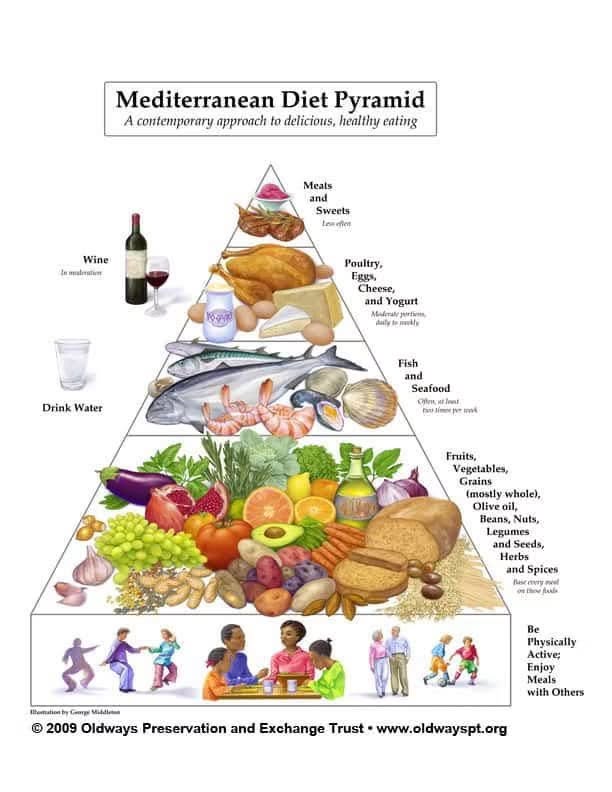 Mediterranean Diet Pyramid
A contemporary approach to delicious, healthy eating
Meats
and
Sweets
Less often
Wine
In moderation
Poultry,
Eggs,
Cheese,
and Yogurt
Moderate portions,
daily to weekly
Drink Water
Fish
and
Seafood
Often, at least
two times per week
Fruits,
Vegetables,
Grains
(mostly whole),
Olive oil,
Beans, Nuts,
Legumes
and Seeds,
Herbs
and Spices
Base every meal
on these foods
Be
Physically
Active;
Enjoy
Meals
with Others
Illustration by George Middleton
© 2009 Oldways Preservation and Exchange Trust • www.oldwayspt.org